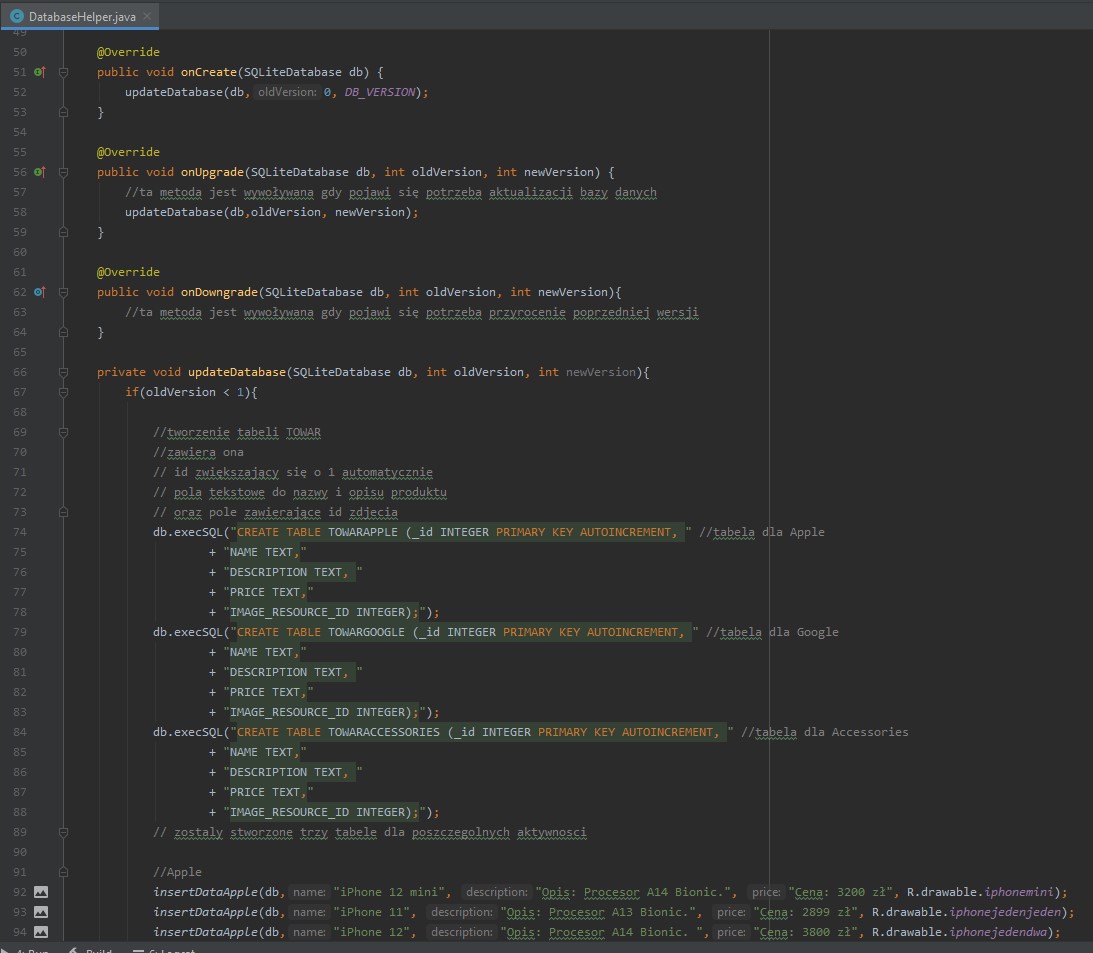 DatabaseHelper.java
49
50 @Override
51 public void onCreate(SQLiteDatabase db) {
52 updateDatabase(db, oldVersion: 0, DB_VERSION);
53 }
54
55 @Override
56 public void onUpgrade(SQLiteDatabase db, int oldVersion, int newVersion) {
57 //ta metoda jest wywoływana gdy pojawi się potrzeba aktualizacji bazy danych
58 updateDatabase(db,oldVersion, newVersion);
59 }
60
61 @Override
62 public void onDowngrade(SQLiteDatabase db, int oldVersion, int newVersion){
63 //ta metoda jest wywoływana gdy pojawi się potrzeba przyrocenie poprzedniej wersji
64 }
65
66 private void updateDatabase(SQLiteDatabase db, int oldVersion, int newVersion){
67 if(oldVersion < 1){
68
69 //tworzenie tabeli TOWAR
70 //zawiera ona
71 // id zwiększający się o 1 automatycznie
72 // pola tekstowe do nazwy i opisu produktu
73 // oraz pole zawierające id zdjecia
74 db.execSQL("CREATE TABLE TOWARAPPLE (_id INTEGER PRIMARY KEY AUTOINCREMENT, " //tabela dla Apple
75 + "NAME TEXT,"
76 + "DESCRIPTION TEXT, "
77 + "PRICE TEXT,"
78 + "IMAGE_RESOURCE_ID INTEGER);");
79 db.execSQL("CREATE TABLE TOWARGOOGLE (_id INTEGER PRIMARY KEY AUTOINCREMENT, " //tabela dla Google
80 + "NAME TEXT,"
81 + "DESCRIPTION TEXT, "
82 + "PRICE TEXT,"
83 + "IMAGE_RESOURCE_ID INTEGER);");
84 db.execSQL("CREATE TABLE TOWARACCESSORIES (_id INTEGER PRIMARY KEY AUTOINCREMENT, " //tabela dla Accessories
85 + "NAME TEXT,"
86 + "DESCRIPTION TEXT, "
87 + "PRICE TEXT,"
88 + "IMAGE_RESOURCE_ID INTEGER);");
89 // zostaly stworzone trzy tabele dla poszczegolnych aktywnosci
90
91 //Apple
92 insertDataApple(db, name: "iPhone 12 mini", description: "Opis: Procesor A14 Bionic.", price: "Cena: 3200 zł", R.drawable.iphonemini);
93 insertDataApple(db, name: "iPhone 11", description: "Opis: Procesor A13 Bionic.", price: "Cena: 2899 zł", R.drawable.iphonejedenjeden);
94 insertDataApple(db, name: "iPhone 12", description: "Opis: Procesor A14 Bionic. ", price: "Cena: 3800 zł", R.drawable.iphonejedendwa);